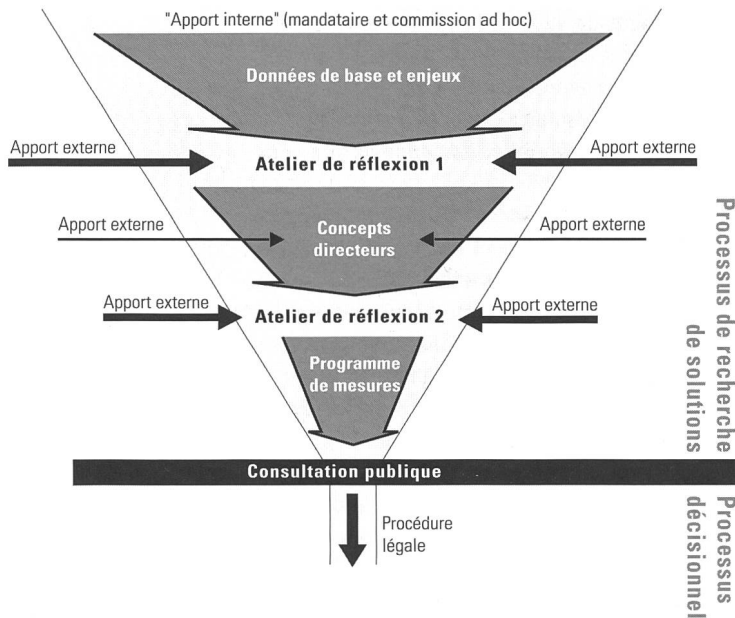 "Apport interne" (mandataire et commission ad hoc)
Données de base et enjeux
Apport externe
Atelier de réflexion 1
Apport externe
Apport externe
Concepts
directeurs
Apport externe
Apport externe
Atelier de réflexion 2
Apport externe
Programme
de mesures
Consultation publique
Procédure
légale
Processus de recherche
de solutions
Processus
décisionnel